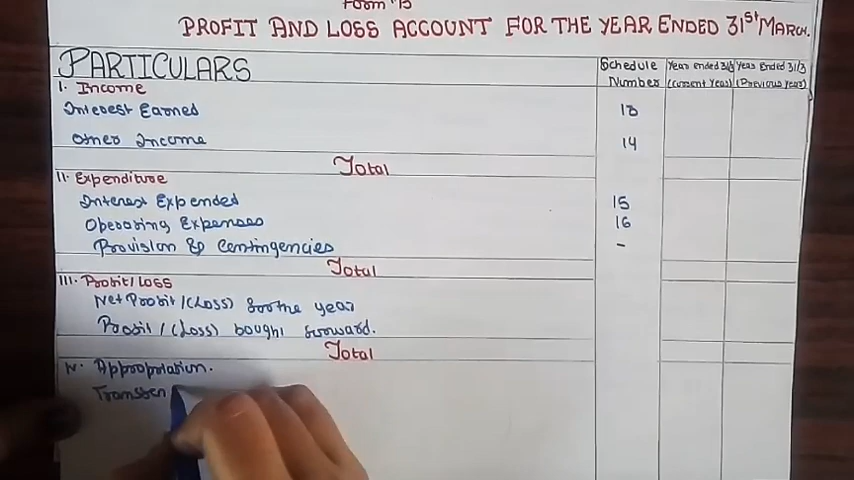 Form 'B
PROFIT AND LOSS ACCOUNT FOR THE YEAR ENDED 31st MARCH.
PARTICULARS Schedule Number Year ended 31/3 (Current Year) Year Ended 31/3 (Previous Year)
I. Income
Interest Earned 13
Other Income 14
Total
II. Expenditure
Interest Expended 15
Operating Expenses 16
Provision & Contingencies -
Total
III. Profit/Loss
Net Profit/(Loss) for the year
Profit/(Loss) bought forward.
Total
IV. Appropriation.
Transfer